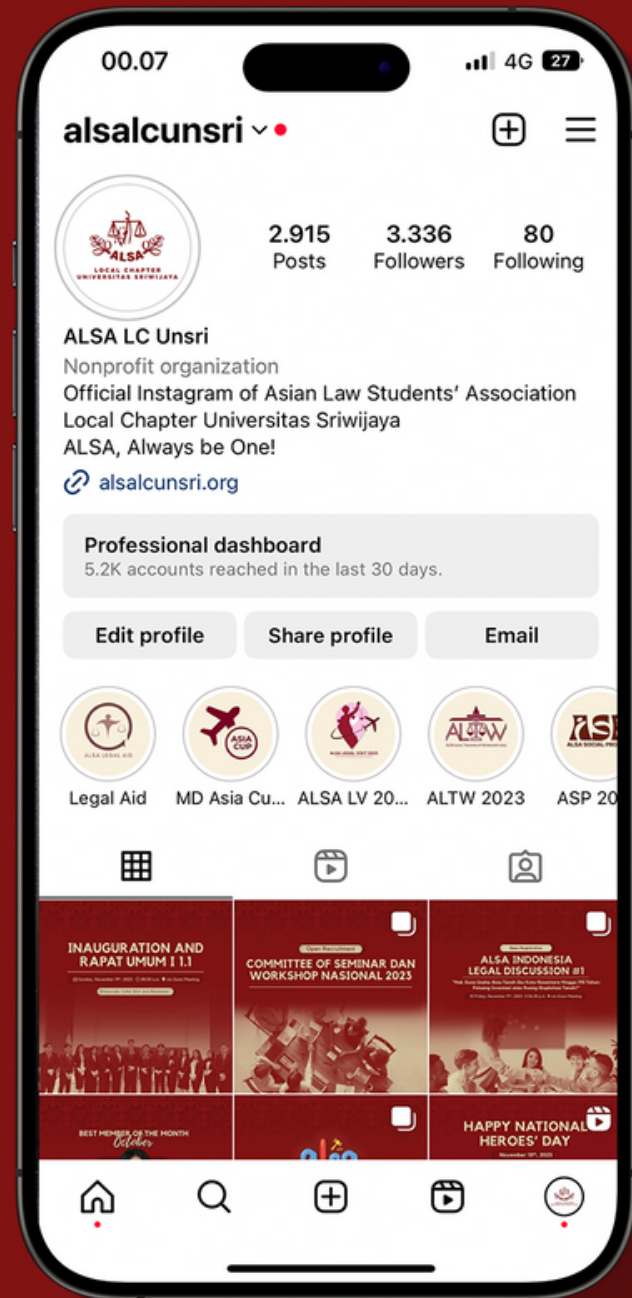 00.07
4G 27
alsalcunsri
ALSA
LOCAL CHAPTER
UNIVERSITAS SRIWIJAYA
2.915 3.336 80
Posts Followers Following
ALSA LC Unsri
Nonprofit organization
Official Instagram of Asian Law Students' Association
Local Chapter Universitas Sriwijaya
ALSA, Always be One!
alsalcunsri.org
Professional dashboard
5.2K accounts reached in the last 30 days.
Edit profile Share profile Email
ALSA LEGAL AID
ASIA
CUP
ALTW
Legal Aid MD Asia Cu... ALSA LV 20... ALTW 2023 ASP 20
INAUGURATION AND
RAPAT UMUM I 1.1
Open Recruitment
COMMITTEE OF SEMINAR DAN
WORKSHOP NASIONAL 2023
ALSA INDONESIA
LEGAL DISCUSSION #1
BEST MEMBER OF THE MONTH
October
alsa
HAPPY NATIONAL
HEROES' DAY
November 10th, 2023